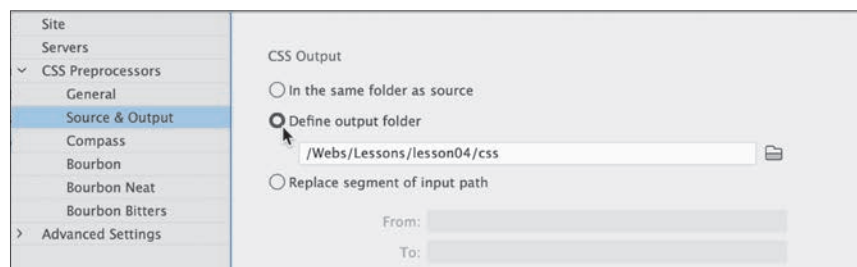 Site
Servers
CSS Preprocessors
General
Source & Output
Compass
Bourbon
Bourbon Neat
Bourbon Bitters
Advanced Settings
CSS Output
In the same folder as source
Define output folder
/Webs/Lessons/lesson04/css
Replace segment of input path
From:
To: